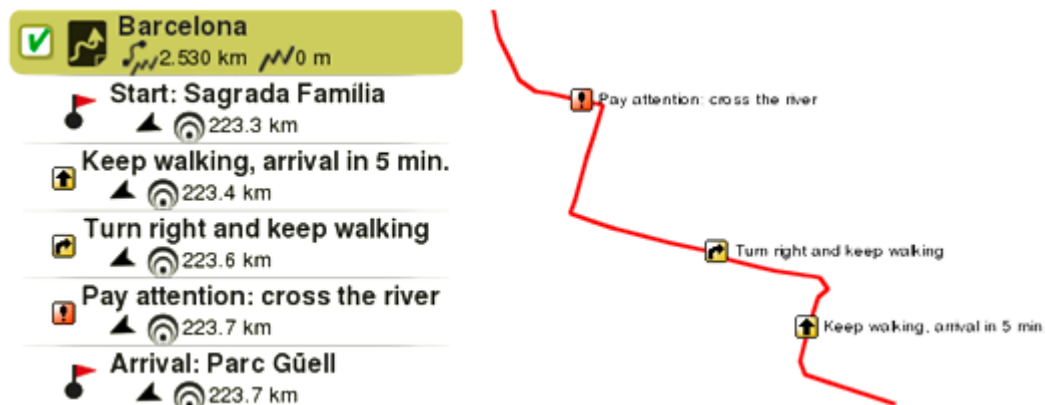 Barcelona
2.530 km 0 m
Start: Sagrada Família
223.3 km
Keep walking, arrival in 5 min.
223.4 km
Turn right and keep walking
223.6 km
Pay attention: cross the river
223.7 km
Arrival: Parc Güell
223.7 km
Pay attention: cross the river
Turn right and keep walking
Keep walking, arrival in 5 min